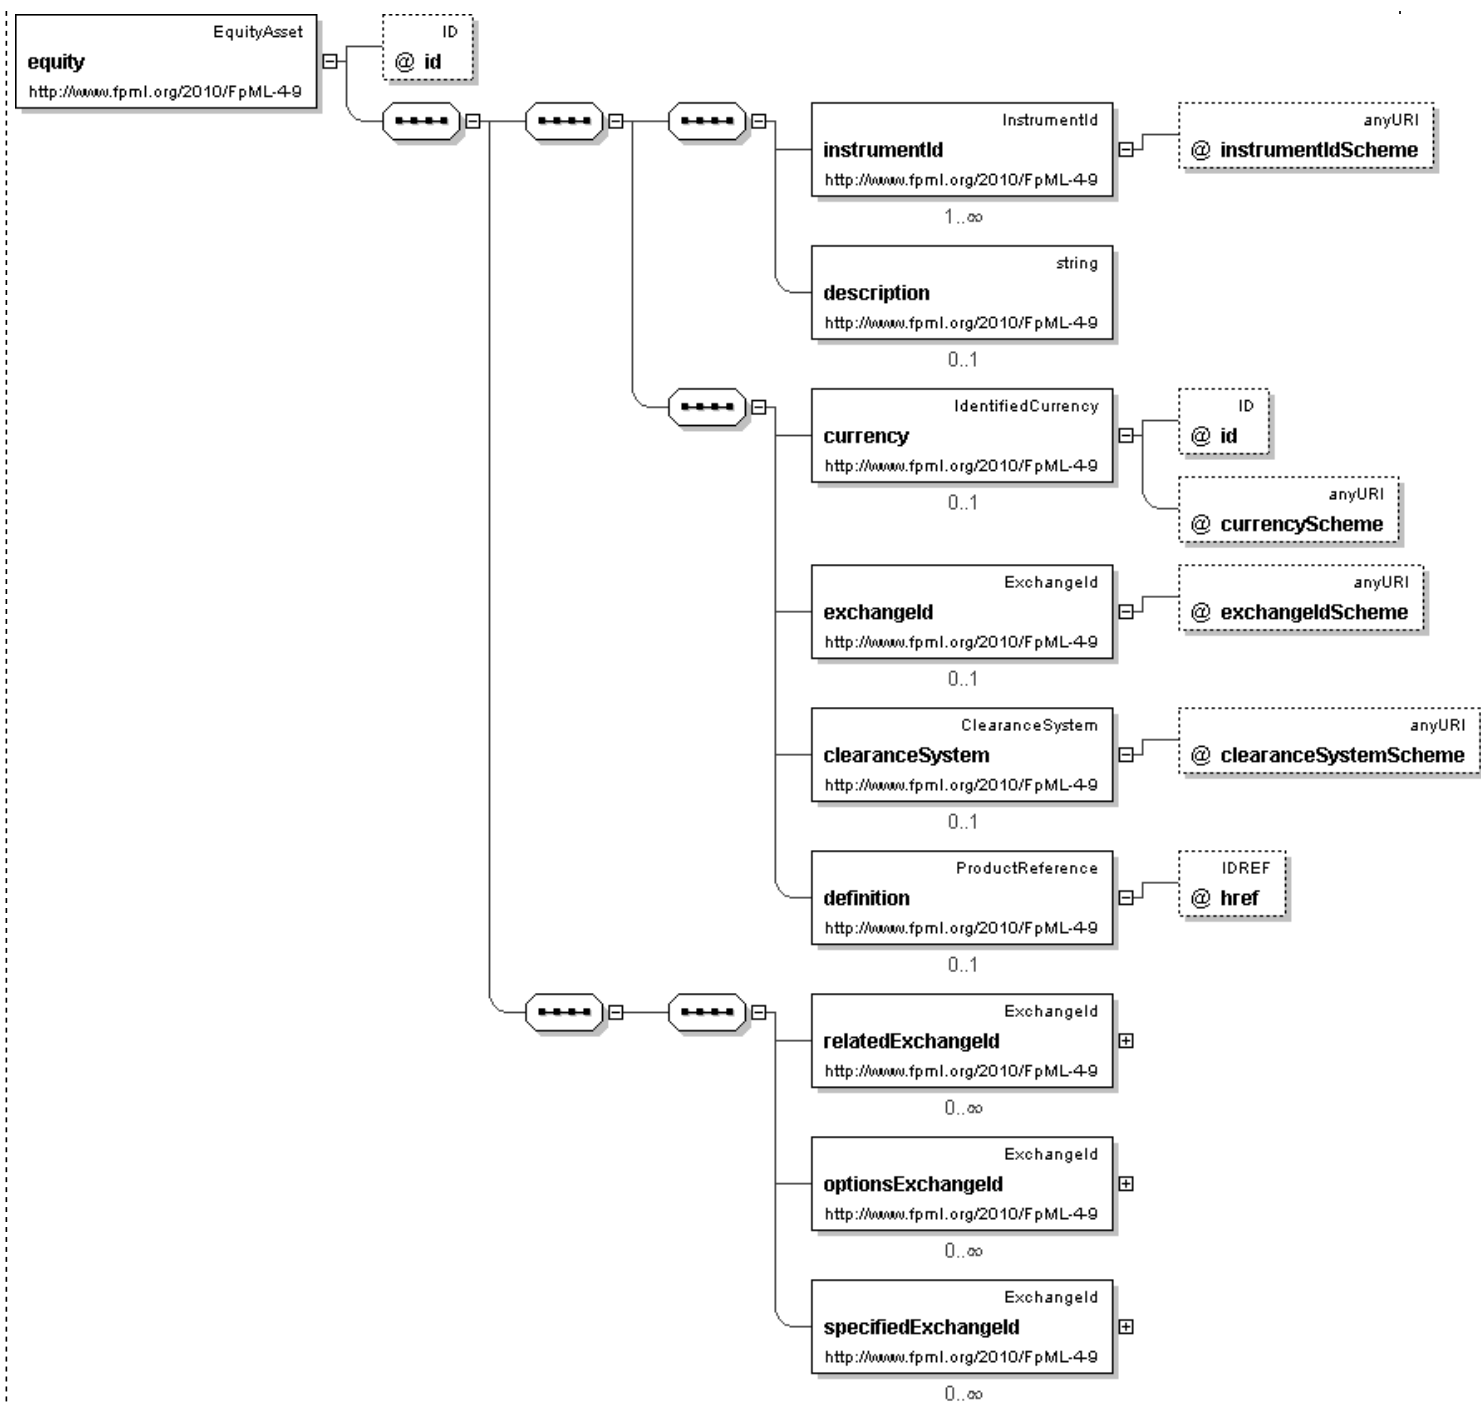 EquityAsset
equity
http://www.fpml.org/2010/FpML-4-9
ID
@ id
InstrumentId
instrumentId
http://www.fpml.org/2010/FpML-4-9
1..∞
anyURI
@ instrumentIdScheme
string
description
http://www.fpml.org/2010/FpML-4-9
0..1
IdentifiedCurrency
currency
http://www.fpml.org/2010/FpML-4-9
0..1
ID
@ id
anyURI
@ currencyScheme
ExchangeId
exchangeId
http://www.fpml.org/2010/FpML-4-9
0..1
anyURI
@ exchangeIdScheme
ClearanceSystem
clearanceSystem
http://www.fpml.org/2010/FpML-4-9
0..1
anyURI
@ clearanceSystemScheme
ProductReference
definition
http://www.fpml.org/2010/FpML-4-9
0..1
IDREF
@ href
ExchangeId
relatedExchangeId
http://www.fpml.org/2010/FpML-4-9
0..∞
ExchangeId
optionsExchangeId
http://www.fpml.org/2010/FpML-4-9
0..∞
ExchangeId
specifiedExchangeId
http://www.fpml.org/2010/FpML-4-9
0..∞